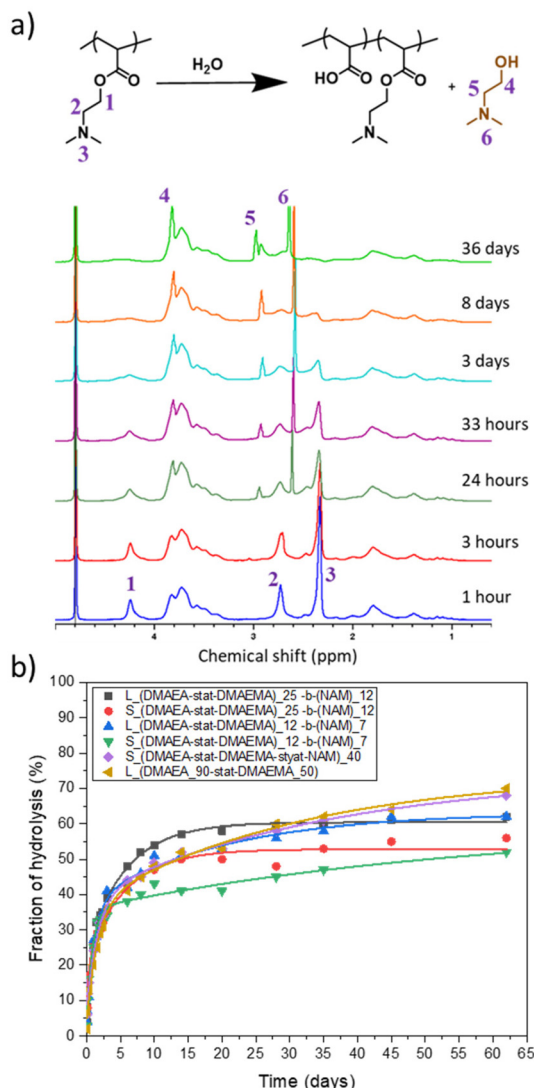 a)
H₂O
O
O
1
2
N
3
HO
O
O
O
N
+
OH
5
4
N
6
4
5
6
36 days
8 days
3 days
33 hours
24 hours
3 hours
1
2
3
1 hour
4
3
2
1
Chemical shift (ppm)
b)
L_(DMAEA-stat-DMAEMA)_25 -b-(NAM)_12
S_(DMAEA-stat-DMAEMA)_25 -b-(NAM)_12
L_(DMAEA-stat-DMAEMA)_12 -b-(NAM)_7
S_(DMAEA-stat-DMAEMA)_12 -b-(NAM)_7
S_(DMAEA-stat-DMAEMA-styat-NAM)_40
L_(DMAEA_90-stat-DMAEMA_50)
Fraction of hydrolysis (%)
100
90
80
70
60
50
40
30
20
10
0
0 5 10 15 20 25 30 35 40 45 50 55 60 65
Time (days)